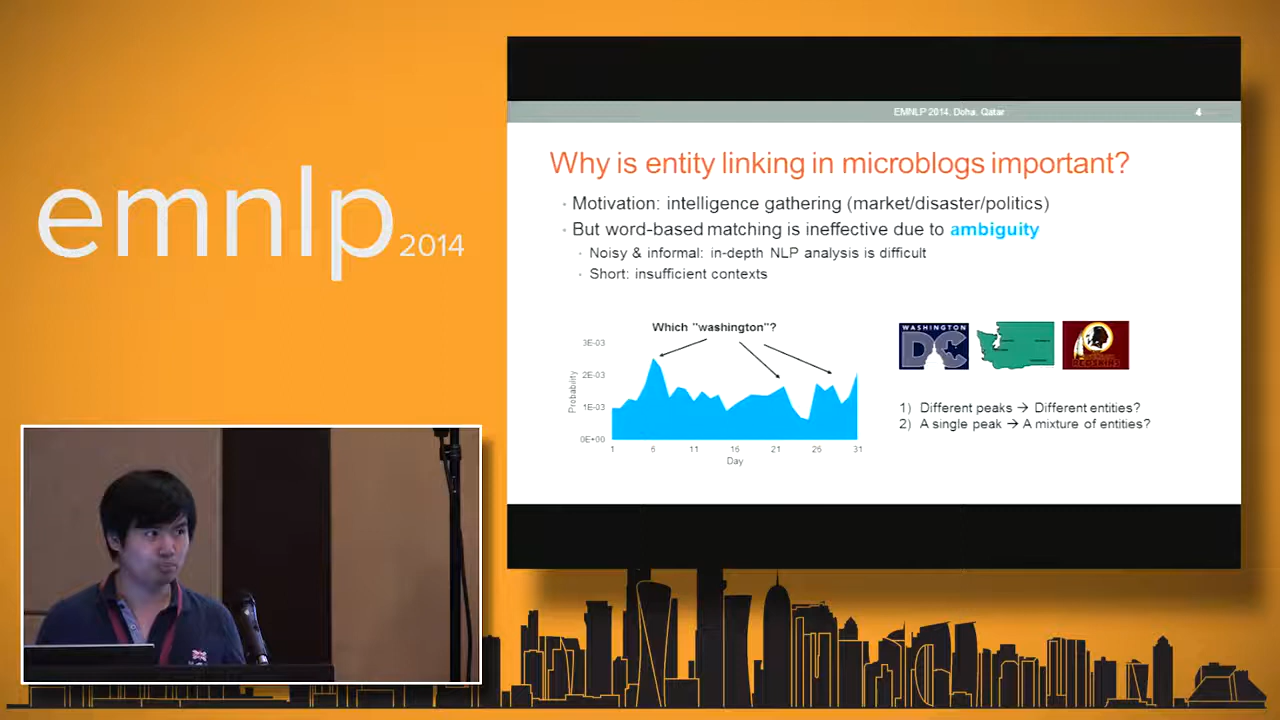 emnlp 2014
EMNLP 2014, Doha, Qatar
4
Why is entity linking in microblogs important?
• Motivation: intelligence gathering (market/disaster/politics)
• But word-based matching is ineffective due to ambiguity
• Noisy & informal: in-depth NLP analysis is difficult
• Short: insufficient contexts
Which "washington"?
3E-03
2E-03
1E-03
0E+00
Probability
1 6 11 16 21 26 31
Day
WASHINGTON
DC
REDSKINS
1) Different peaks → Different entities?
2) A single peak → A mixture of entities?